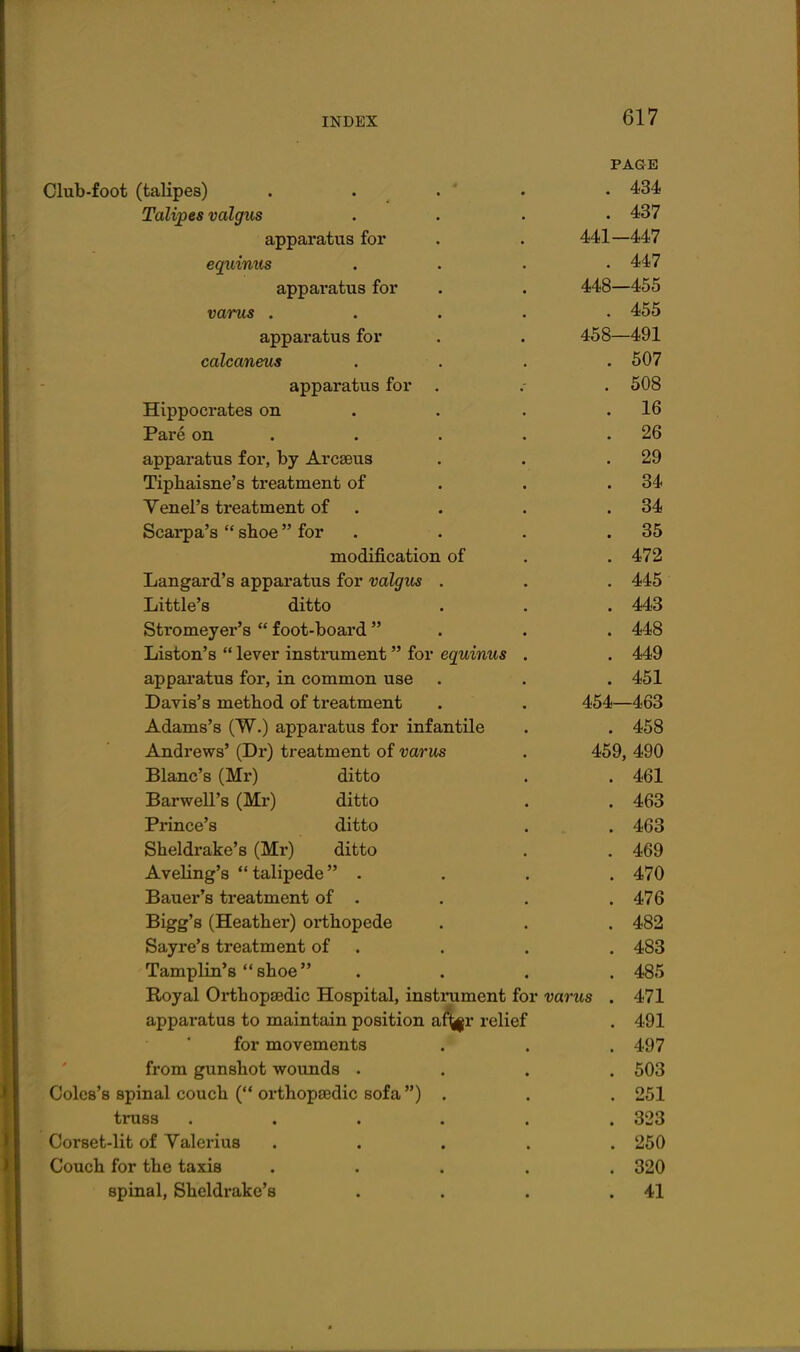 INDEX 617
PAGE
Club-foot (talipes) . . . . . 434
Talipes valgus . . . . 437
apparatus for . . 441—447
equinus . . . . 447
apparatus for . . 448—455
varus . . . . . 455
apparatus for . . 458—491
calcaneus . . . . 507
apparatus for . . . 508
Hippocrates on . . . . 16
Paré on . . . . . 26
apparatus for, by Arcæus . . . 29
Tiphaisne's treatment of . . . 34
Venel's treatment of . . . . 34
Scarpa's “ shoe ” for . . . . 35
modification of . . 472
Langard's apparatus for valgus . . . 445
Little's ditto . . . 443
Stromeyer's “ foot-board ” . . . 448
Liston's “ lever instrument ” for equinus . . 449
apparatus for, in common use . . . 451
Davis's method of treatment . . 454—463
Adams's (W.) apparatus for infantile . . 458
Andrews' (Dr) treatment of varus . 459, 490
Blanc's (Mr) ditto . . 461
Barwell's (Mr) ditto . . 463
Prince's ditto . . 463
Sheldrake's (Mr) ditto . . 469
Aveling's “ talipede ” . . . . 470
Bauer's treatment of . . . . 476
Bigg's (Heather) orthopede . . . 482
Sayre's treatment of . . . . 483
Tamplin's “ shoe ” . . . . 485
Royal Orthopædic Hospital, instrument for varus . 471
apparatus to maintain position after relief . 491
for movements . . . 497
from gunshot wounds . . . . 503
Coles's spinal couch (“ orthopædic sofa ”) . . . 251
truss . . . . . . 323
Corset-lit of Valerius . . . . . 250
Couch for the taxis . . . . . 320
spinal, Sheldrake's . . . . 41